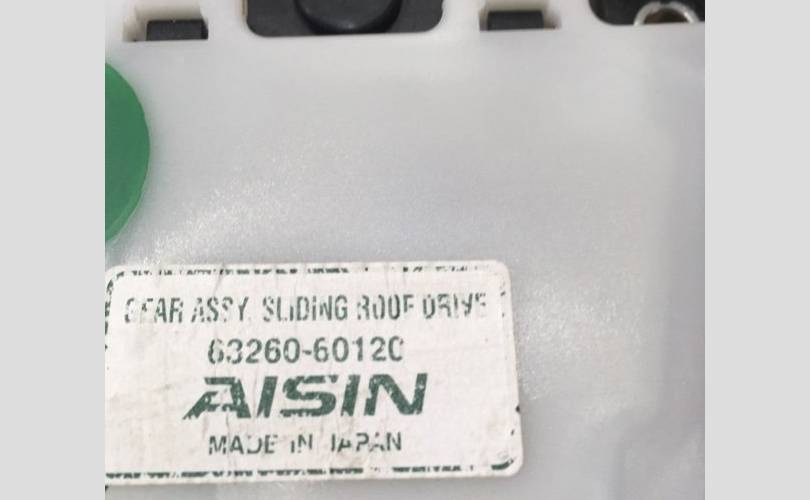 GEAR ASSY. SLIDING ROOF DRIVE
63260-60120
AISIN
MADE IN JAPAN